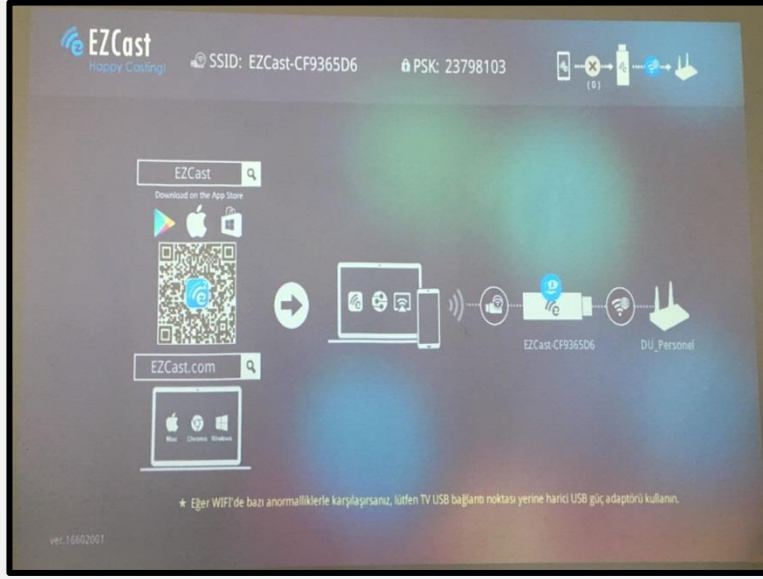 EZCast
Happy Casting!
SSID: EZCast-CF9365D6
PSK: 23798103
(0)
EZCast
Download on the App Store
EZCast.com
Mac Chrome Windows
EZCast-CF9365D6
DU_Personel
* Eğer WIFI'de bazı anormalliklerle karşılaşırsanız, lütfen TV USB bağlantı noktası yerine harici USB güç adaptörü kullanın.
ver.16602001